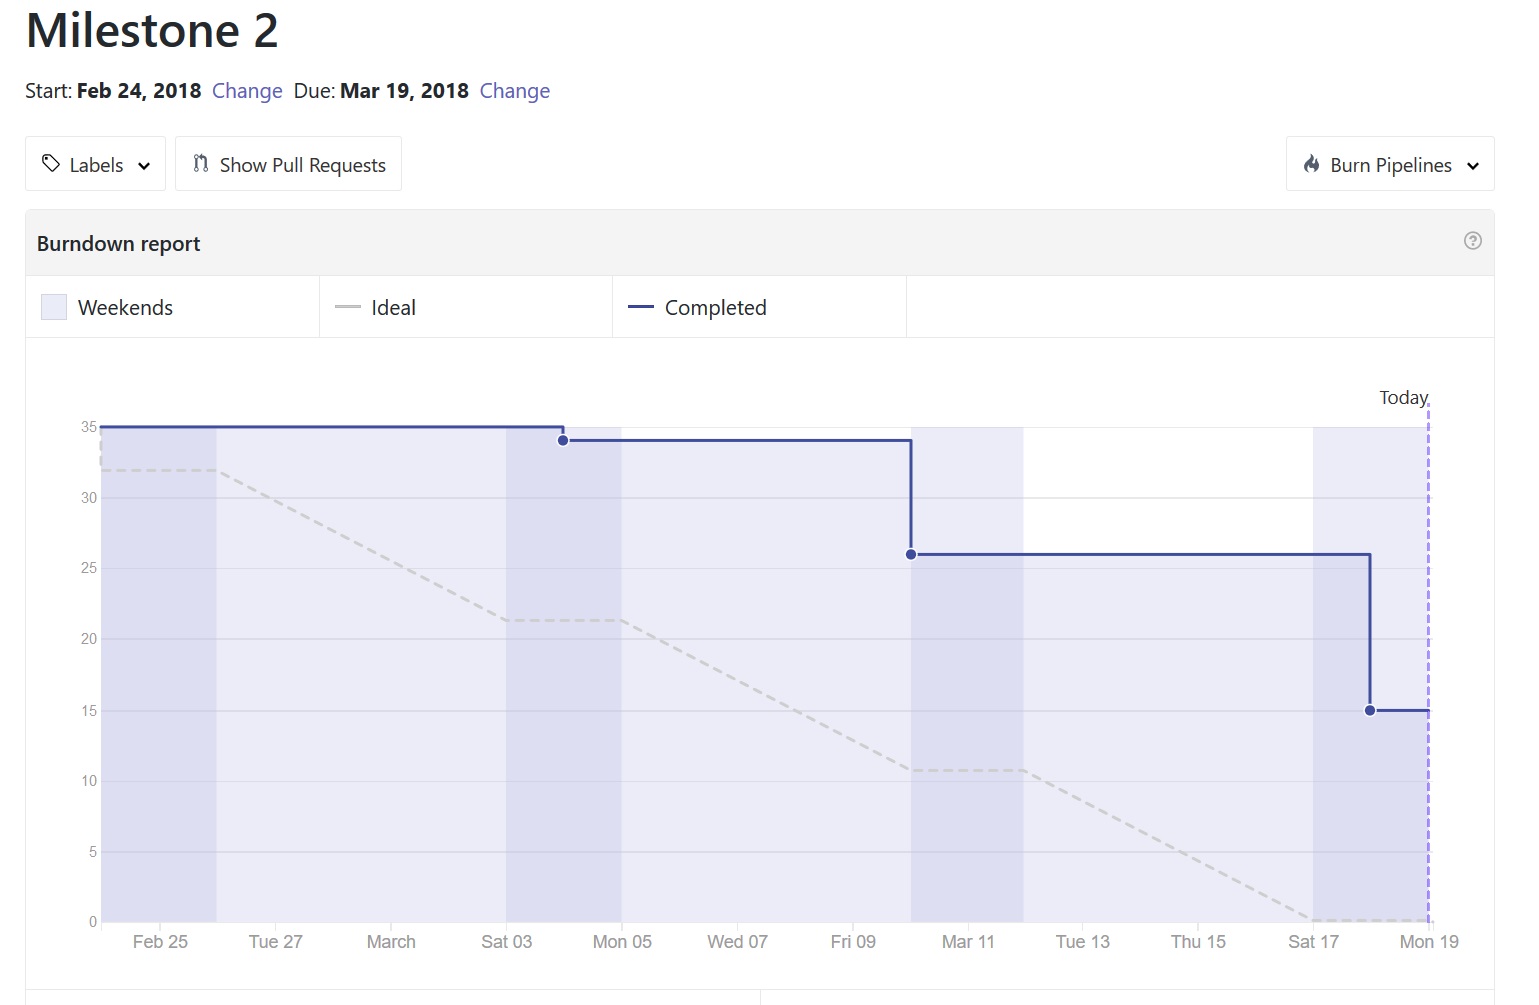 Milestone 2
Start: Feb 24, 2018 Change Due: Mar 19, 2018 Change
Labels Show Pull Requests Burn Pipelines
Burndown report
Weekends Ideal Completed
Today
35
30
25
20
15
10
5
0
Feb 25 Tue 27 March Sat 03 Mon 05 Wed 07 Fri 09 Mar 11 Tue 13 Thu 15 Sat 17 Mon 19